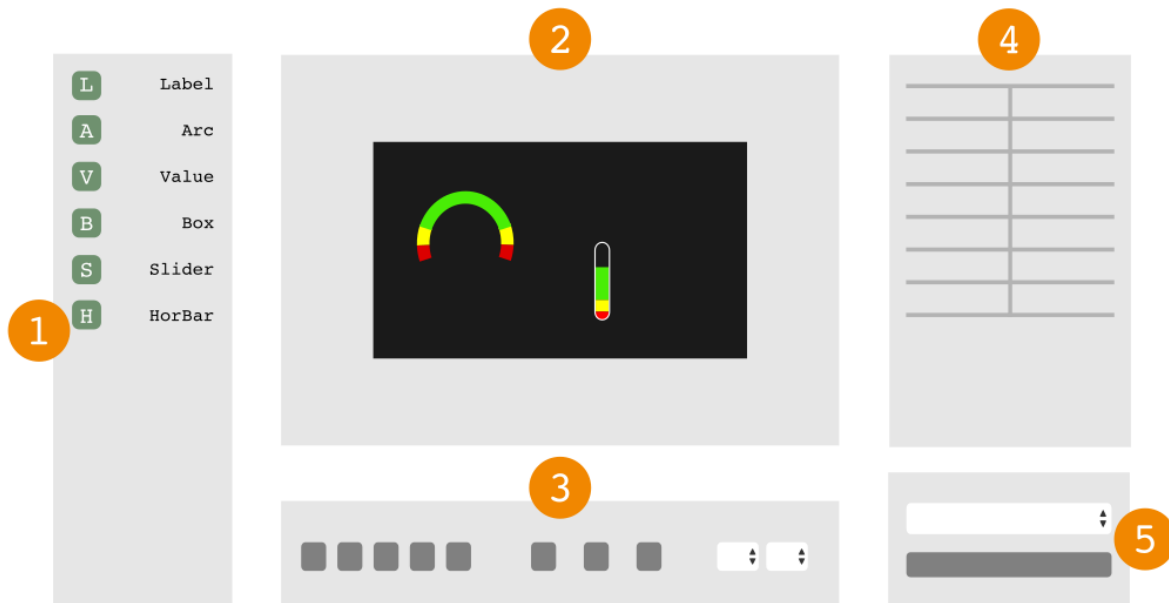 2
4
L Label
A Arc
V Value
B Box
S Slider
H HorBar
1
3
5